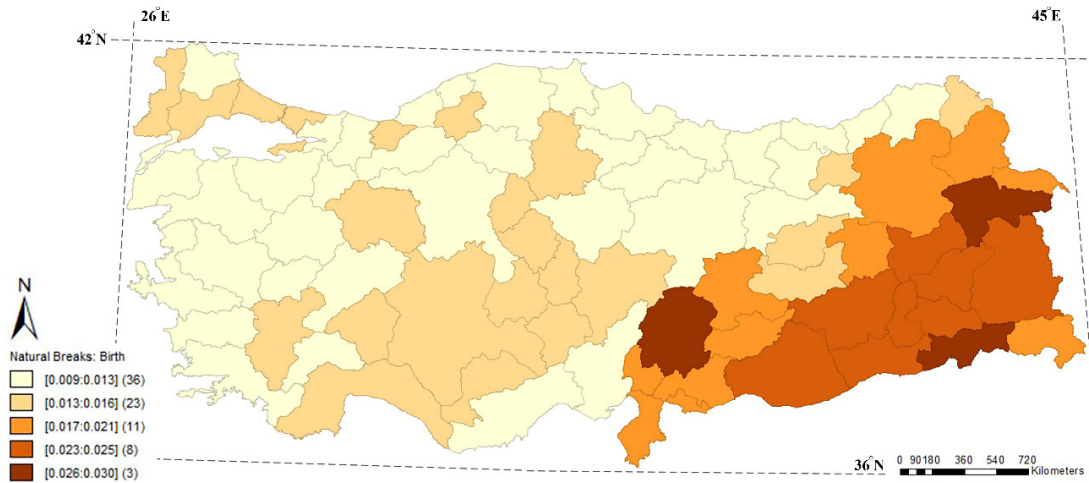 26°E
45°E
42°N
N
Natural Breaks: Birth
[0.009:0.013] (36)
[0.013:0.016] (23)
[0.017:0.021] (11)
[0.023:0.025] (8)
[0.026:0.030] (3)
36°N
0 90180 360 540 720
Kilometers